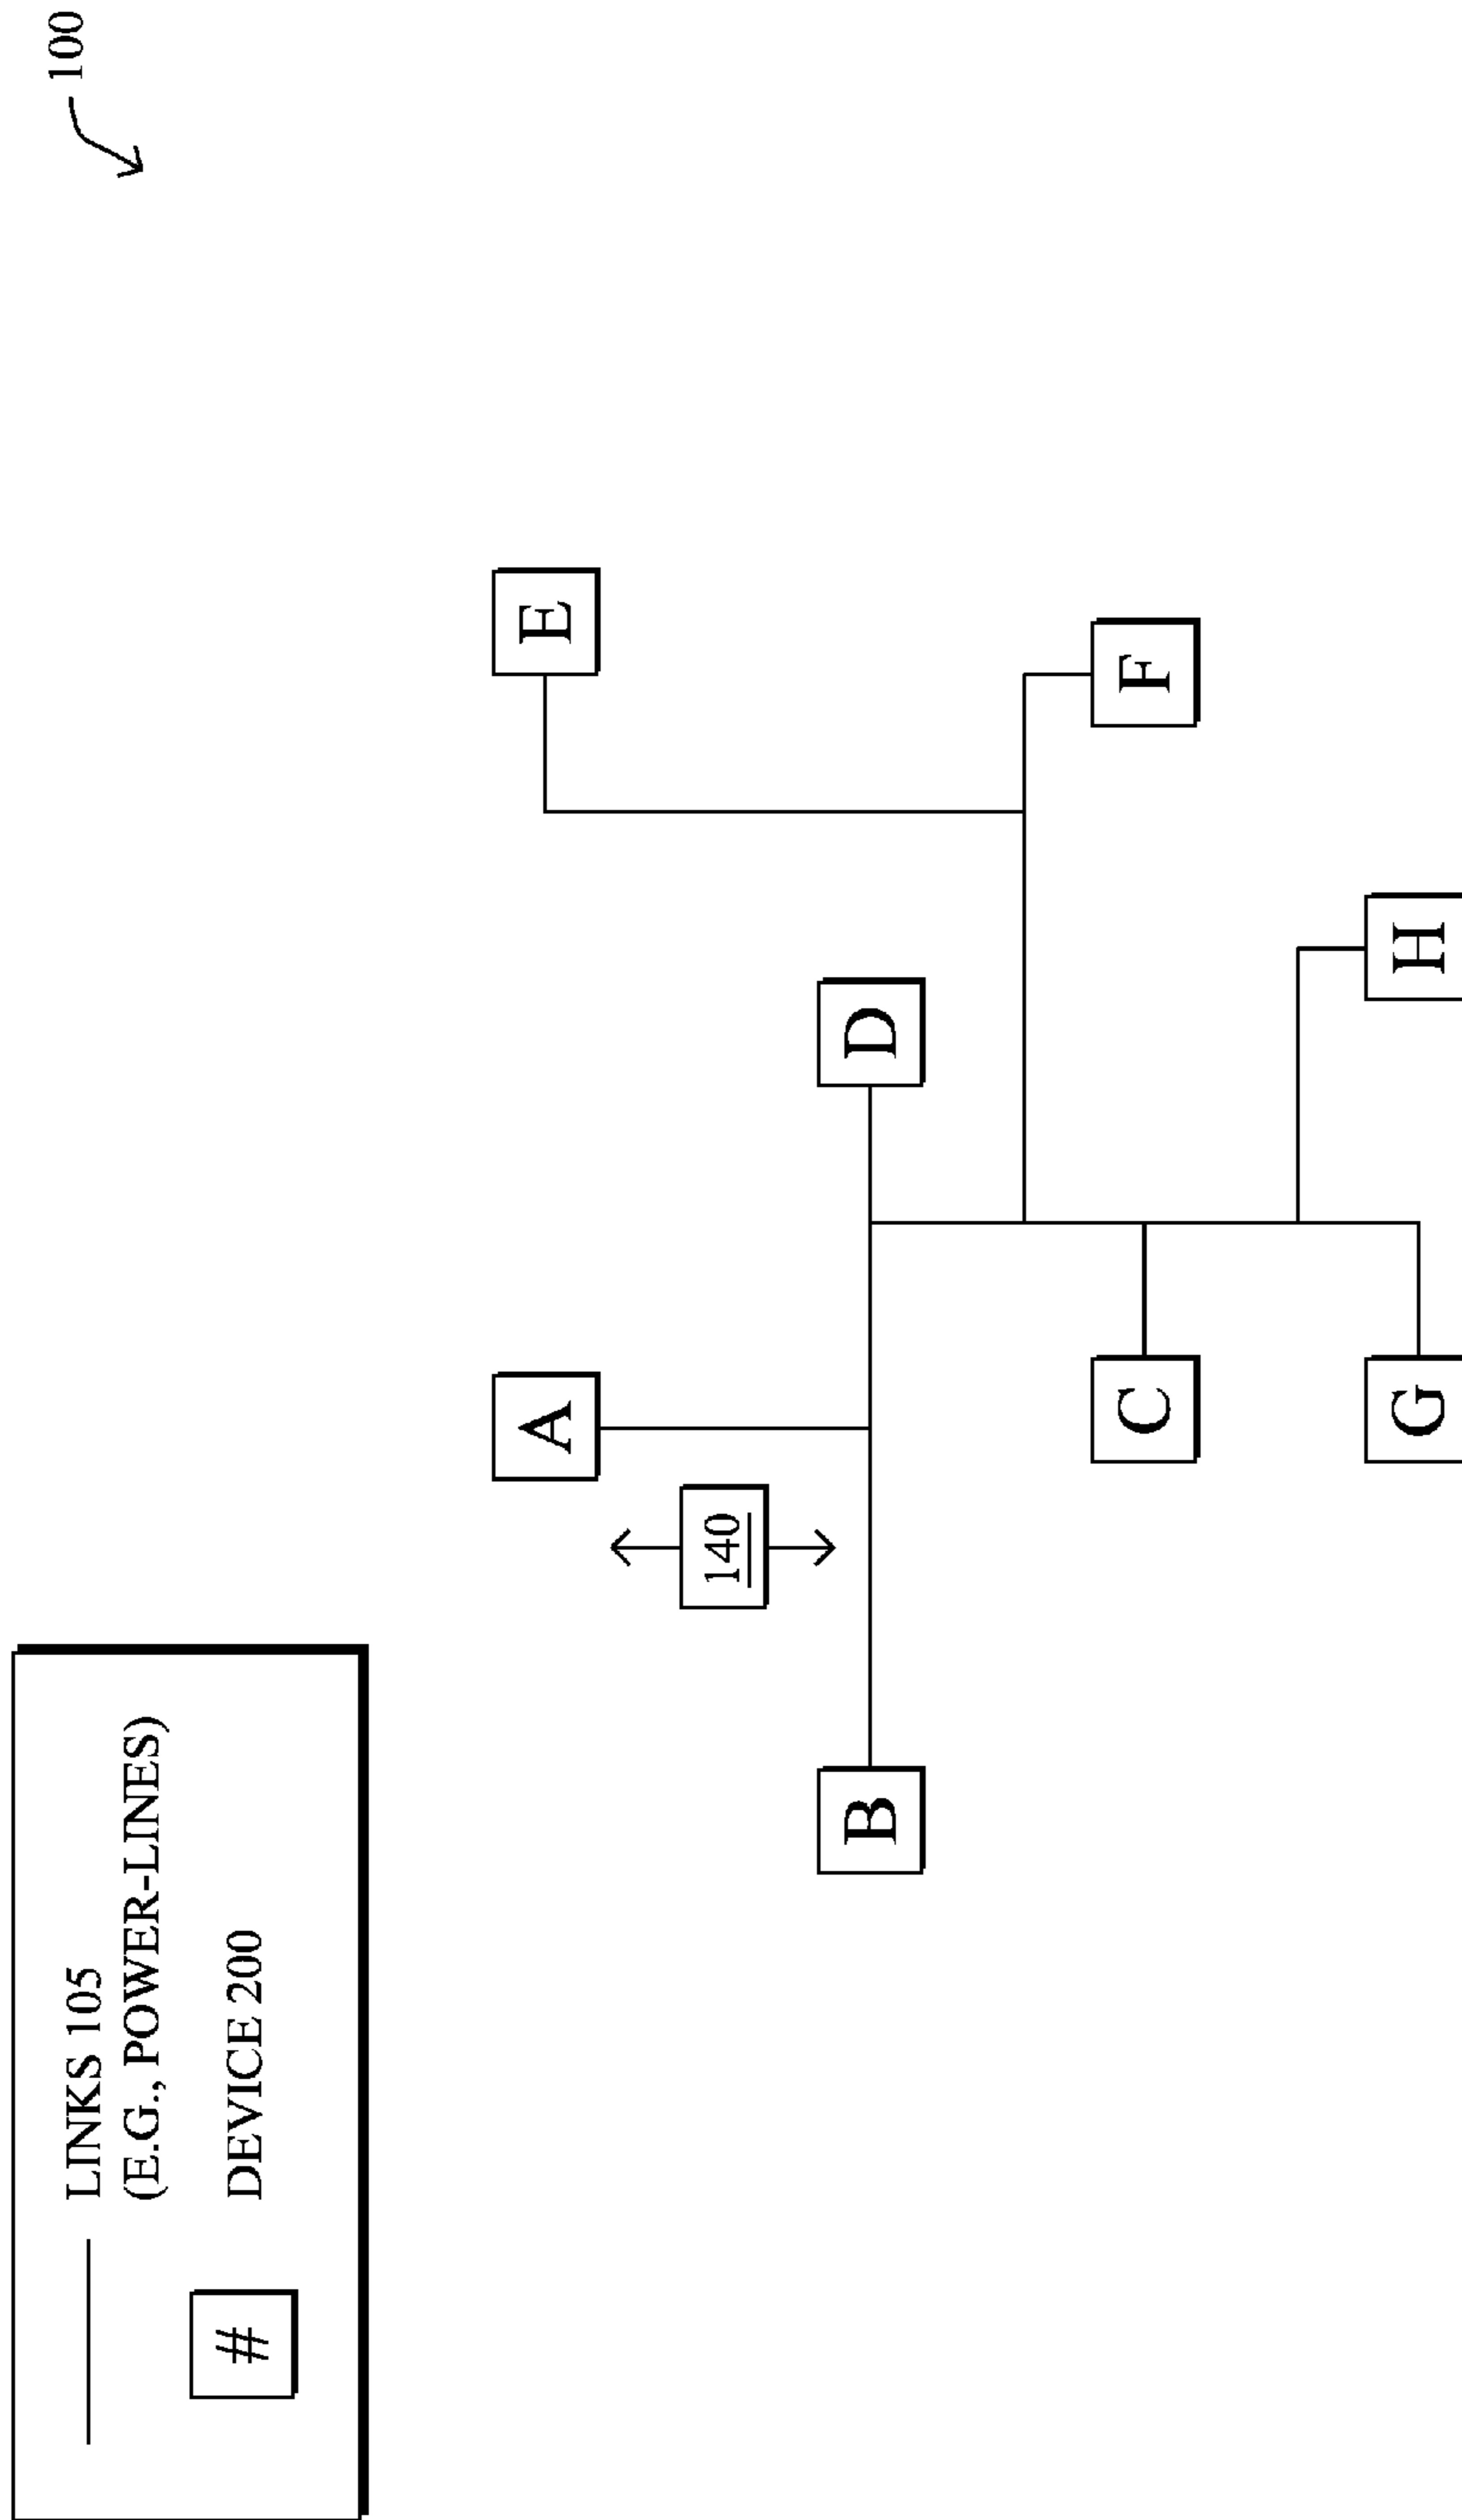 100
LINKS 105
(E.G., POWER-LINES)
# DEVICE 200
A
E
140
B
D
C
F
G
H